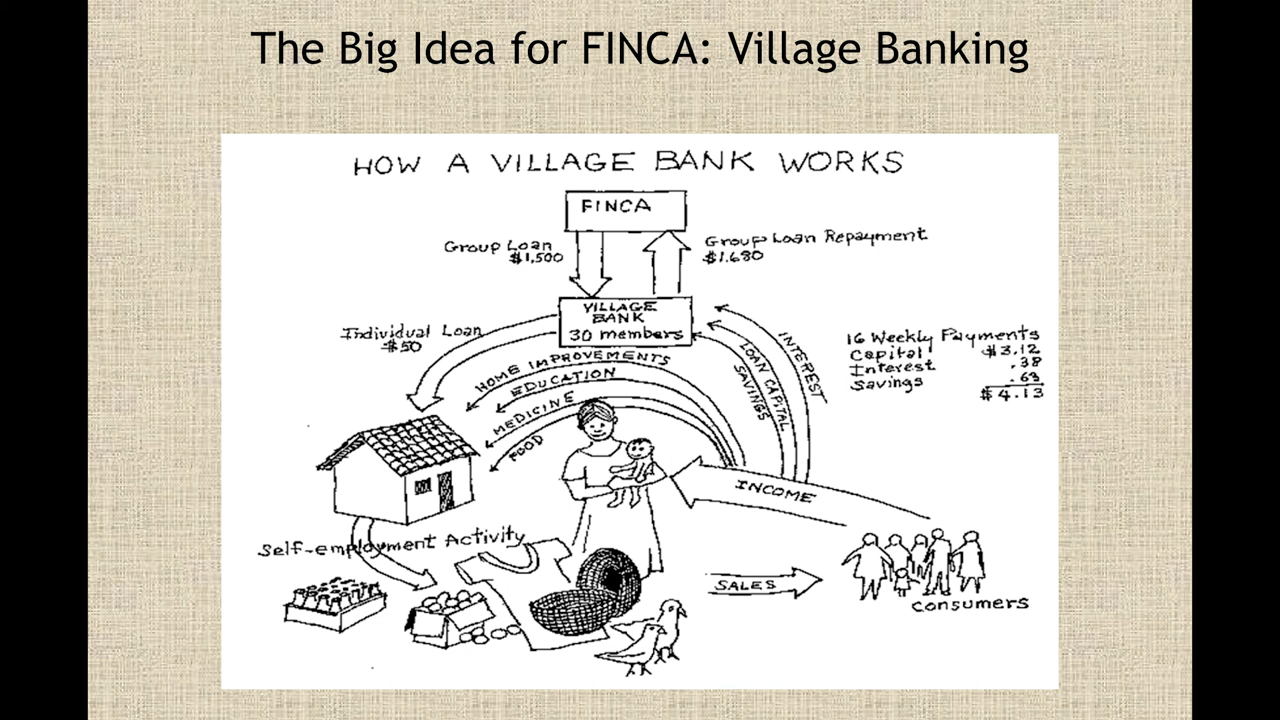 The Big Idea for FINCA: Village Banking
HOW A VILLAGE BANK WORKS
FINCA
Group Loan
$1,500
Group Loan Repayment
$1,680
VILLAGE
BANK
30 members
Individual Loan
$50
HOME IMPROVEMENTS
EDUCATION
MEDICINE
FOOD
INTEREST
LOAN CAPITAL
SAVINGS
16 Weekly Payments
Capital $3.12
Interest .38
Savings .63
$4.13
INCOME
Self-employment Activity
SALES
Consumers